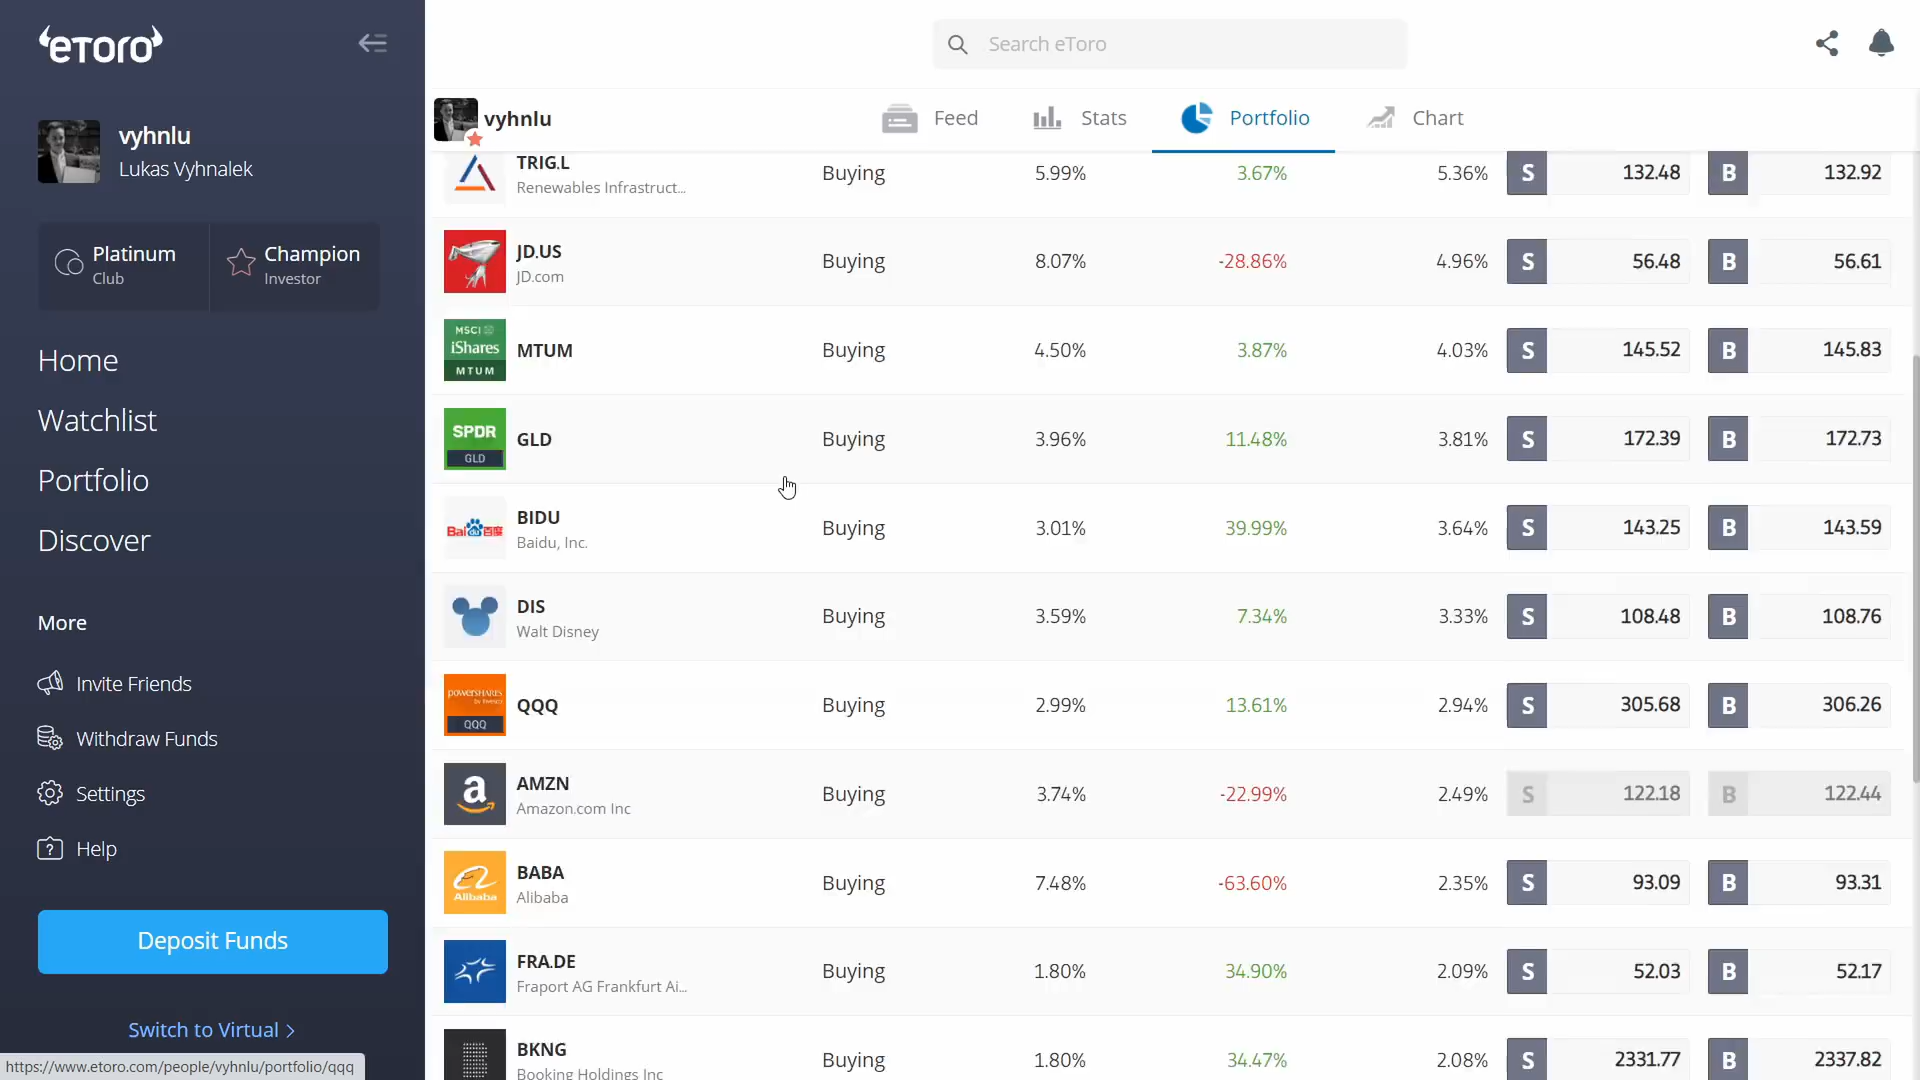 eToro
Search eToro
vyhnlu
Lukas Vyhnalek
Platinum
Club
Champion
Investor
Home
Watchlist
Portfolio
Discover
More
Invite Friends
Withdraw Funds
Settings
Help
Deposit Funds
Switch to Virtual >
https://www.etoro.com/people/vyhnlu/portfolio/qqq
vyhnlu
Feed
Stats
Portfolio
Chart
TRIG.L
Renewables Infrastruct...
Buying 5.99% 3.67% 5.36% S 132.48 B 132.92
JD.US
JD.com
Buying 8.07% -28.86% 4.96% S 56.48 B 56.61
MSCI
iShares
MTUM
MTUM
Buying 4.50% 3.87% 4.03% S 145.52 B 145.83
SPDR
GLD
GLD
Buying 3.96% 11.48% 3.81% S 172.39 B 172.73
Bai du 百度
BIDU
Baidu, Inc.
Buying 3.01% 39.99% 3.64% S 143.25 B 143.59
DIS
Walt Disney
Buying 3.59% 7.34% 3.33% S 108.48 B 108.76
POWERSHARES
by Invesco
QQQ
QQQ
Buying 2.99% 13.61% 2.94% S 305.68 B 306.26
a
AMZN
Amazon.com Inc
Buying 3.74% -22.99% 2.49% S 122.18 B 122.44
Alibaba
BABA
Alibaba
Buying 7.48% -63.60% 2.35% S 93.09 B 93.31
FRA.DE
Fraport AG Frankfurt Ai...
Buying 1.80% 34.90% 2.09% S 52.03 B 52.17
BKNG
Booking Holdings Inc
Buying 1.80% 34.47% 2.08% S 2331.77 B 2337.82